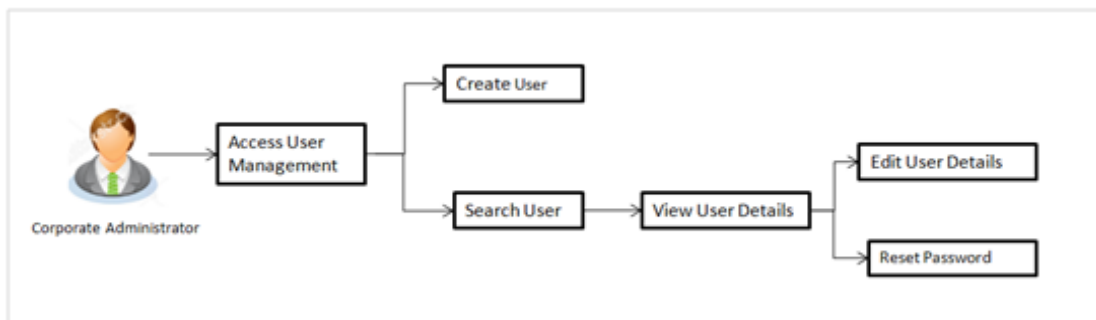 Create User
Access User
Management
Edit User Details
Search User
View User Details
Corporate Administrator
Reset Password